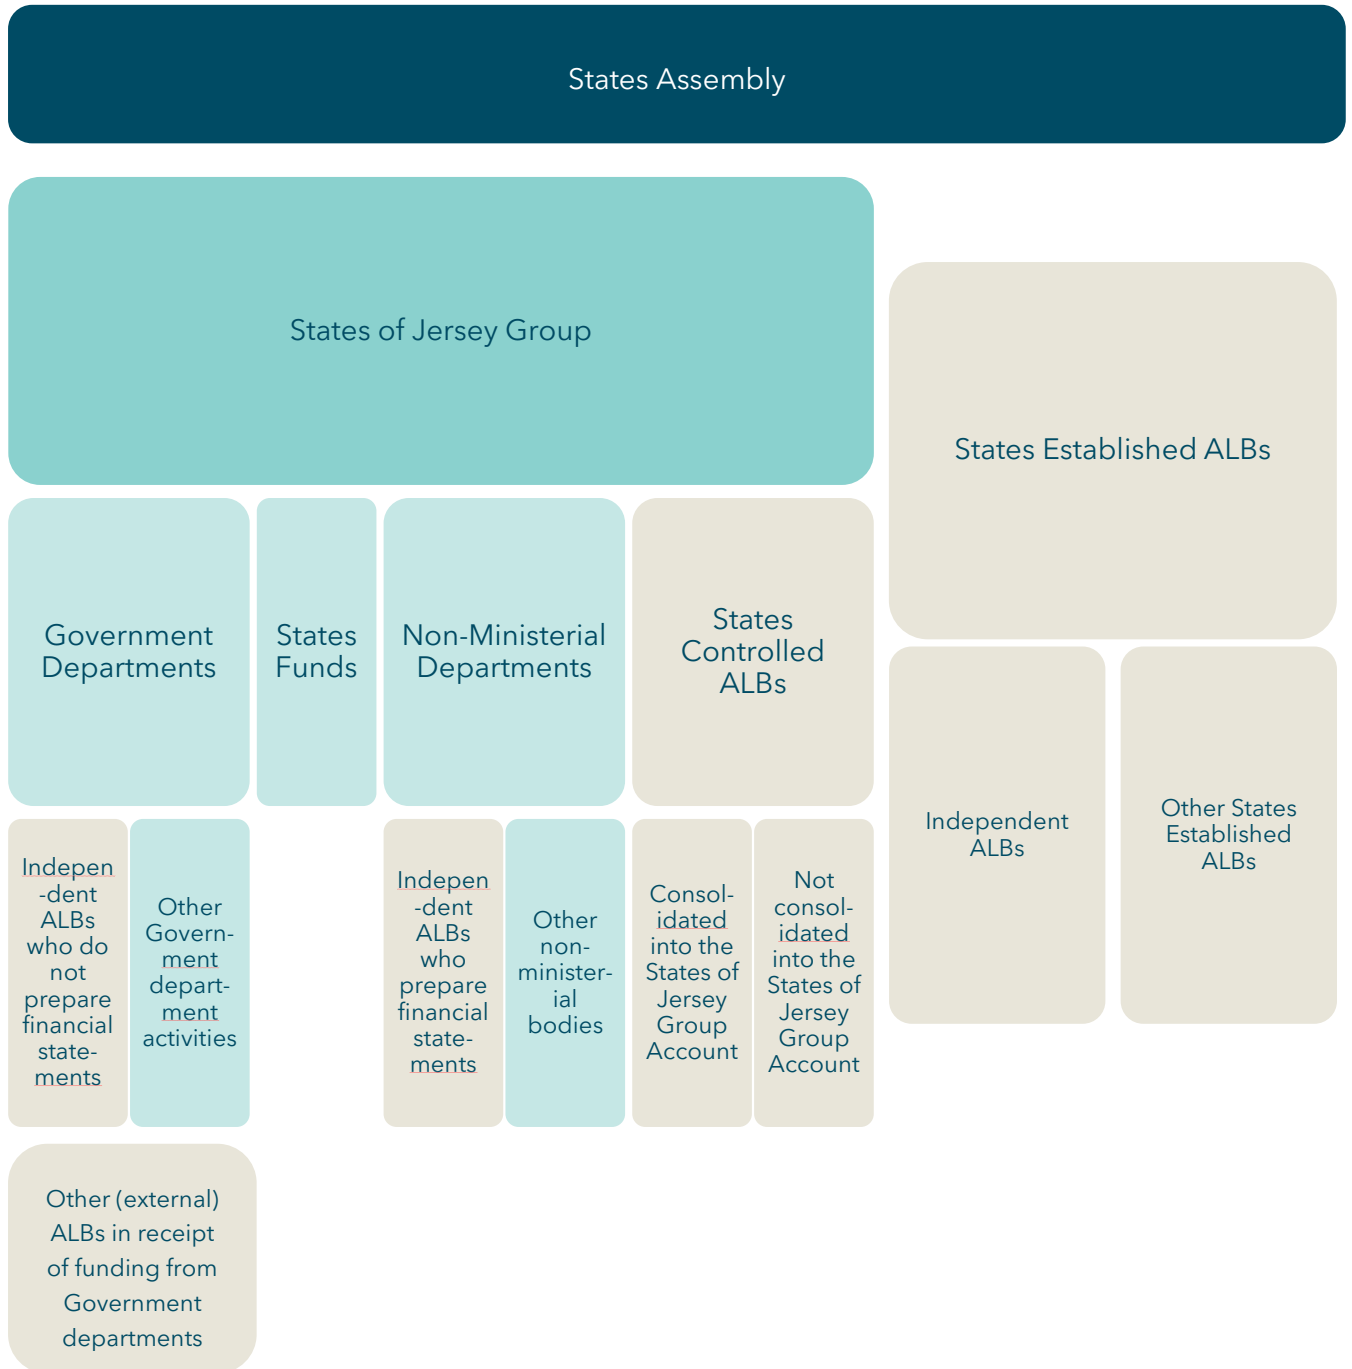 States Assembly
States of Jersey Group
States Established ALBs
Government
Departments
States
Funds
Non-Ministerial
Departments
States
Controlled
ALBs
Independent
ALBs
Other States
Established
ALBs
Indepen
-dent
ALBs
who do
not
prepare
financial
state-
ments
Other
Govern-
ment
depart-
ment
activities
Indepen
-dent
ALBs
who
prepare
financial
state-
ments
Other
non-
minister-
ial
bodies
Consol-
idated
into the
States of
Jersey
Group
Account
Not
consol-
idated
into the
States of
Jersey
Group
Account
Other (external)
ALBs in receipt
of funding from
Government
departments